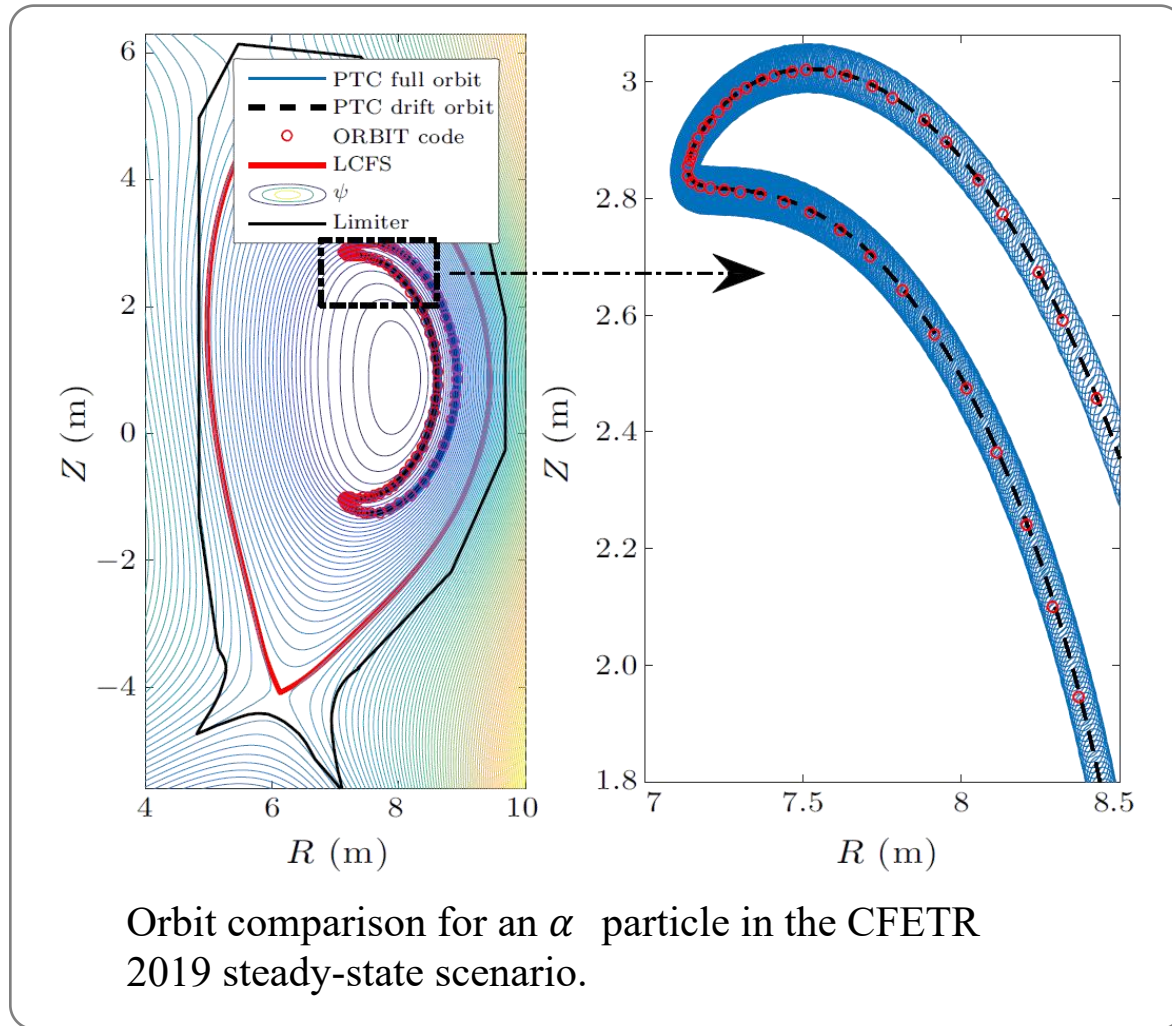 6
4
2
0
−2
−4
4
6
8
10
Z (m)
R (m)
PTC full orbit
PTC drift orbit
ORBIT code
LCFS
ψ
Limiter
3.0
2.8
2.6
2.4
2.2
2.0
1.8
7
7.5
8
8.5
Z (m)
R (m)
Orbit comparison for an α particle in the CFETR
2019 steady-state scenario.